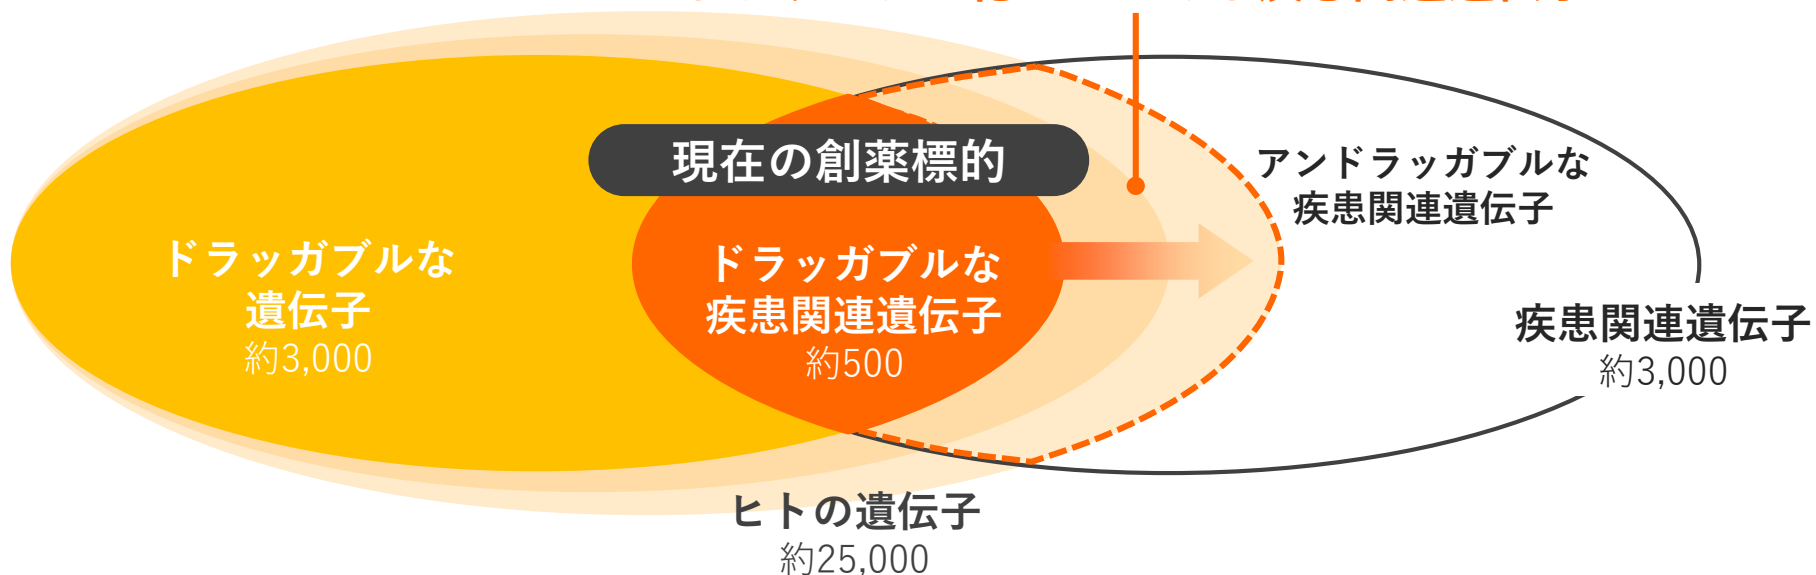 現在の創薬標的
アンドラッガブルな
疾患関連遺伝子
ドラッガブルな
遺伝子
約3,000
ドラッガブルな
疾患関連遺伝子
約500
疾患関連遺伝子
約3,000
ヒトの遺伝子
約25,000